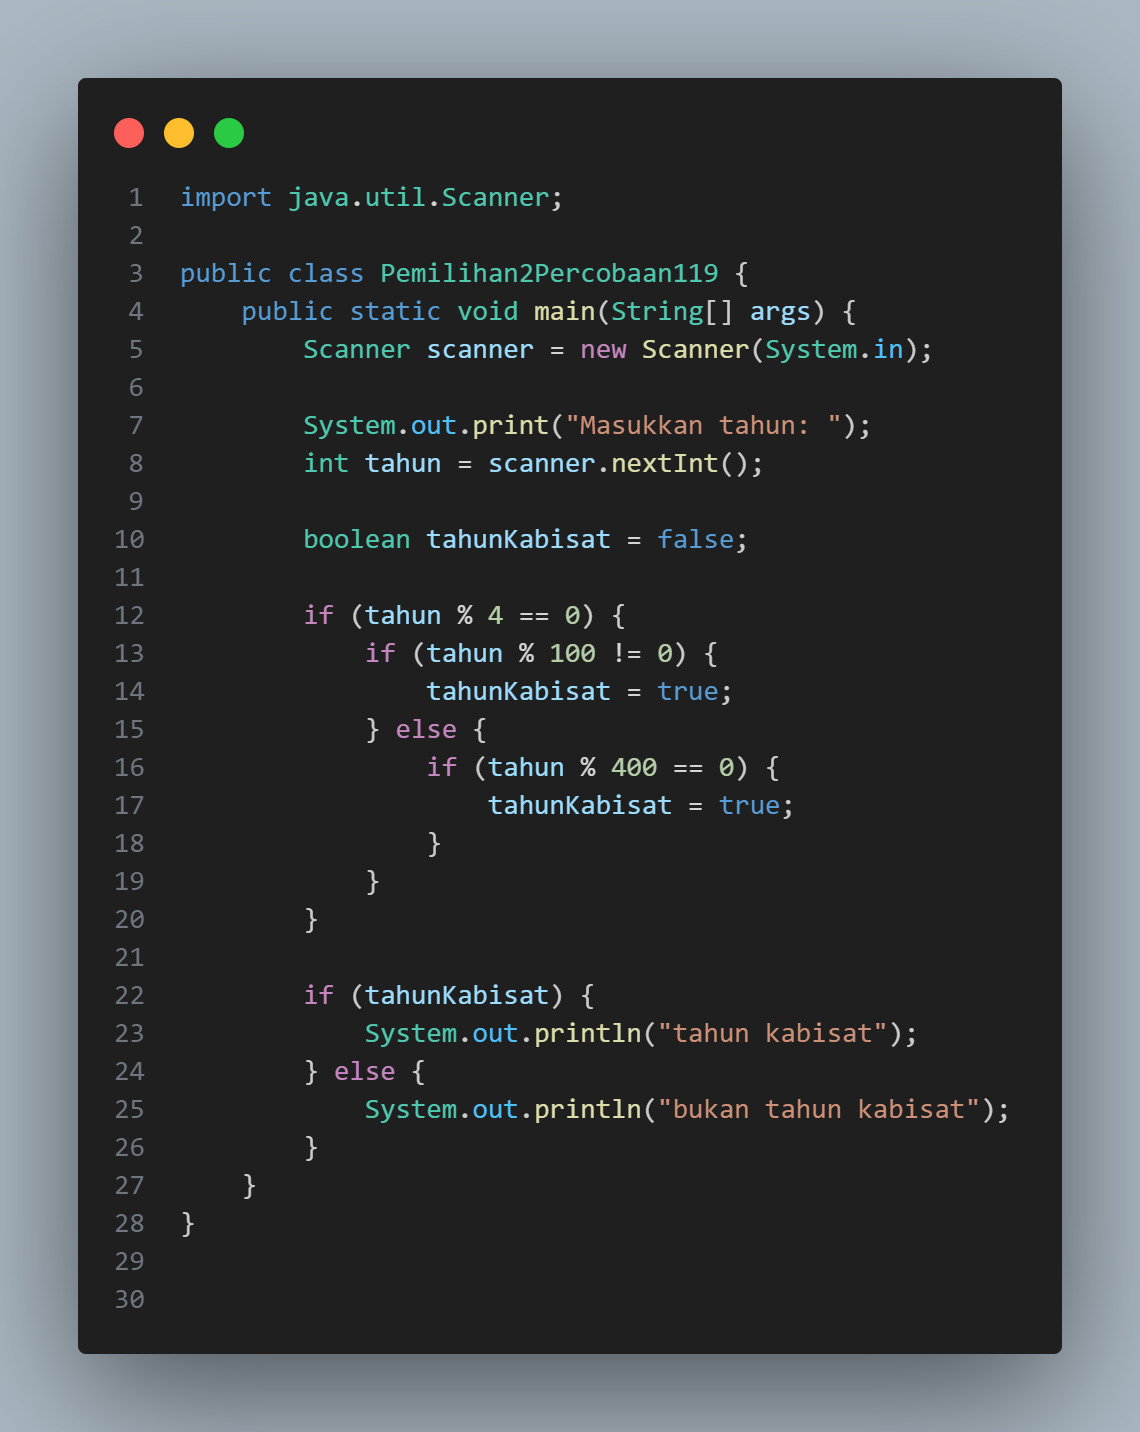 1 import java.util.Scanner;
2
3 public class Pemilihan2Percobaan119 {
4     public static void main(String[] args) {
5         Scanner scanner = new Scanner(System.in);
6
7         System.out.print("Masukkan tahun: ");
8         int tahun = scanner.nextInt();
9
10         boolean tahunKabisat = false;
11
12         if (tahun % 4 == 0) {
13             if (tahun % 100 != 0) {
14                 tahunKabisat = true;
15             } else {
16                 if (tahun % 400 == 0) {
17                     tahunKabisat = true;
18                 }
19             }
20         }
21
22         if (tahunKabisat) {
23             System.out.println("tahun kabisat");
24         } else {
25             System.out.println("bukan tahun kabisat");
26         }
27     }
28 }
29
30